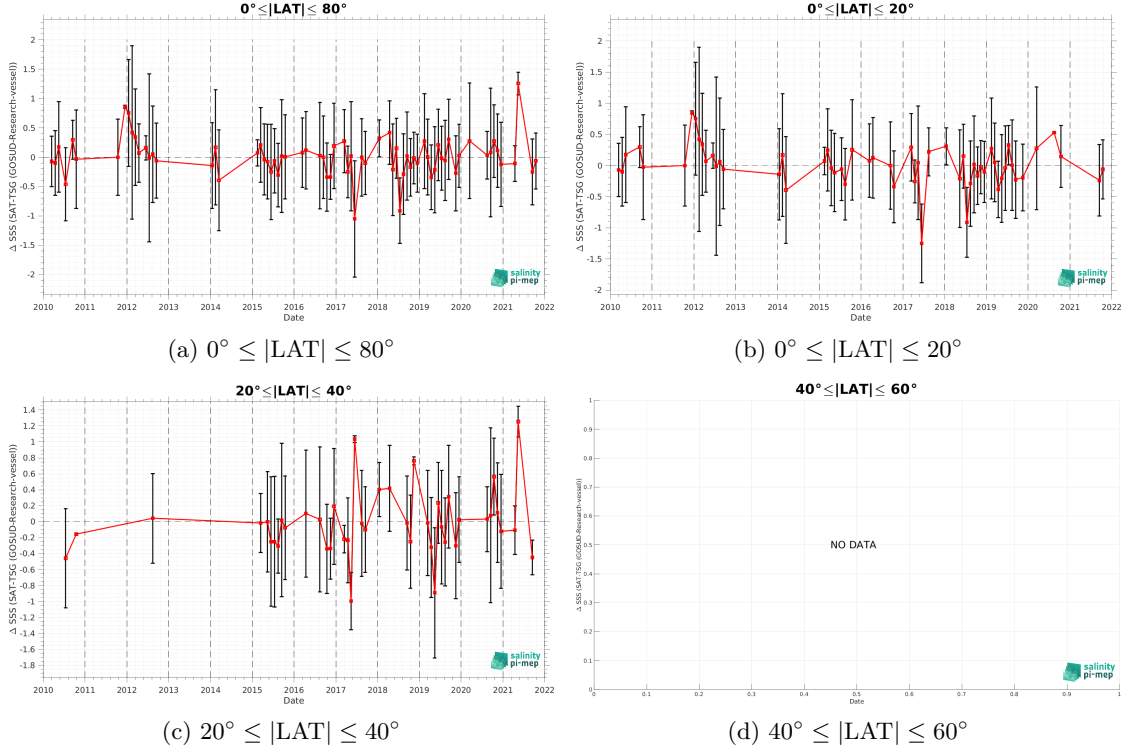 0°≤|LAT|≤ 80°
Δ SSS (SAT-TSG (GOSUD-Research-vessel))
2
1.5
1
0.5
0
-0.5
-1
-1.5
-2
2010 2011 2012 2013 2014 2015 2016 2017 2018 2019 2020 2021 2022
Date
salinity
pi-mep
(a) 0° ≤ |LAT| ≤ 80°
0°≤|LAT|≤ 20°
Δ SSS (SAT-TSG (GOSUD-Research-vessel))
2
1.5
1
0.5
0
-0.5
-1
-1.5
-2
2010 2011 2012 2013 2014 2015 2016 2017 2018 2019 2020 2021 2022
Date
salinity
pi-mep
(b) 0° ≤ |LAT| ≤ 20°
20°≤|LAT|≤ 40°
Δ SSS (SAT-TSG (GOSUD-Research-vessel))
1.4
1.2
1
0.8
0.6
0.4
0.2
0
-0.2
-0.4
-0.6
-0.8
-1
-1.2
-1.4
-1.6
-1.8
2010 2011 2012 2013 2014 2015 2016 2017 2018 2019 2020 2021 2022
Date
salinity
pi-mep
(c) 20° ≤ |LAT| ≤ 40°
40°≤|LAT|≤ 60°
Δ SSS (SAT-TSG (GOSUD-Research-vessel))
1
0.9
0.8
0.7
0.6
0.5
0.4
0.3
0.2
0.1
0
NO DATA
0 0.1 0.2 0.3 0.4 0.5 0.6 0.7 0.8 0.9 1
Date
salinity
pi-mep
(d) 40° ≤ |LAT| ≤ 60°